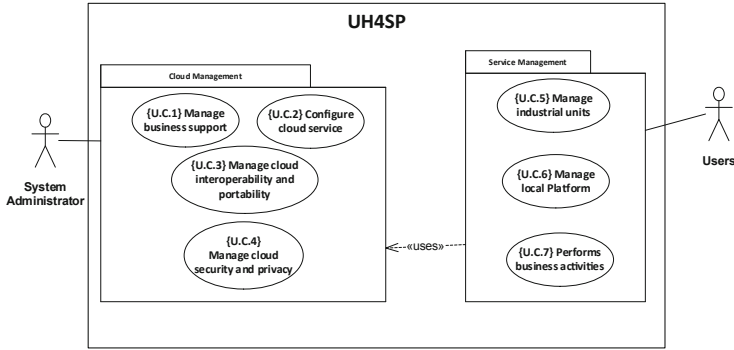 UH4SP
Cloud Management
{U.C.1} Manage
business support
{U.C.2} Configure
cloud service
{U.C.3} Manage cloud
interoperability and
portability
{U.C.4}
Manage cloud
security and privacy
System
Administrator
«uses»
Service Management
{U.C.5} Manage
industrial units
{U.C.6} Manage
local Platform
{U.C.7} Performs
business activities
Users